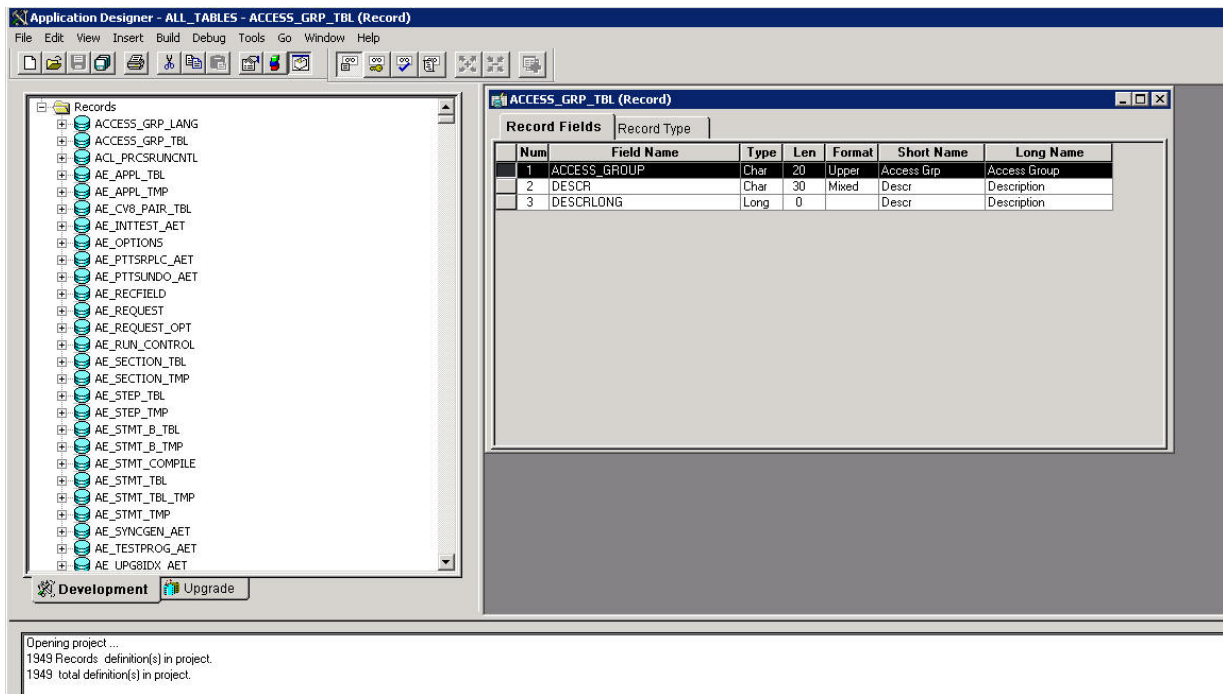 Application Designer - ALL_TABLES - ACCESS_GRP_TBL (Record)
File Edit View Insert Build Debug Tools Go Window Help
Records
ACCESS_GRP_LANG
ACCESS_GRP_TBL
ACL_PRCSRUNCNTL
AE_APPL_TBL
AE_APPL_TMP
AE_CV8_PAIR_TBL
AE_INTTEST_AET
AE_OPTIONS
AE_PTTSRPLC_AET
AE_PTTSUNDO_AET
AE_RECFIELD
AE_REQUEST
AE_REQUEST_OPT
AE_RUN_CONTROL
AE_SECTION_TBL
AE_SECTION_TMP
AE_STEP_TBL
AE_STEP_TMP
AE_STMT_B_TBL
AE_STMT_B_TMP
AE_STMT_COMPILE
AE_STMT_TBL
AE_STMT_TBL_TMP
AE_STMT_TMP
AE_SYNCGEN_AET
AE_TESTPROG_AET
AE_UPG8IDX_AET
Development Upgrade
ACCESS_GRP_TBL (Record)
Record Fields Record Type
Num Field Name Type Len Format Short Name Long Name
1 ACCESS_GROUP Char 20 Upper Access Grp Access Group
2 DESCR Char 30 Mixed Descr Description
3 DESCRLONG Long 0 Descr Description
Opening project ...
1949 Records definition(s) in project.
1949 total definition(s) in project.